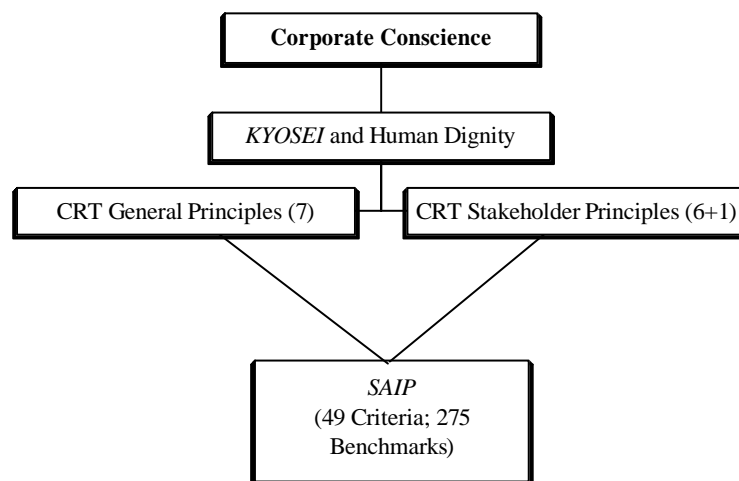 Corporate Conscience
KYOSEI and Human Dignity
CRT General Principles (7)
CRT Stakeholder Principles (6+1)
SAIP
(49 Criteria; 275
Benchmarks)